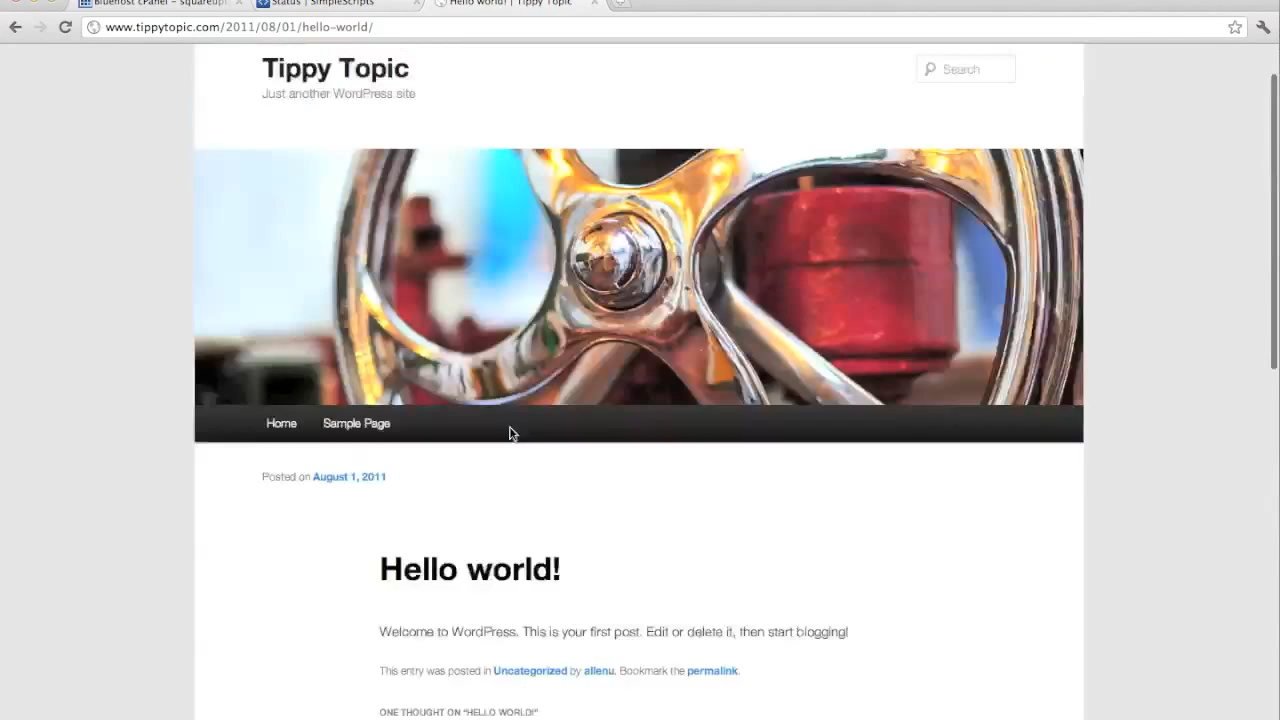 Bluehost cPanel - squareup
Status | SimpleScripts
Hello world! | Tippy Topic
www.tippytopic.com/2011/08/01/hello-world/
Tippy Topic
Search
Just another WordPress site
Home
Sample Page
Posted on August 1, 2011
Hello world!
Welcome to WordPress. This is your first post. Edit or delete it, then start blogging!
This entry was posted in Uncategorized by allenu. Bookmark the permalink.
ONE THOUGHT ON “HELLO WORLD!”